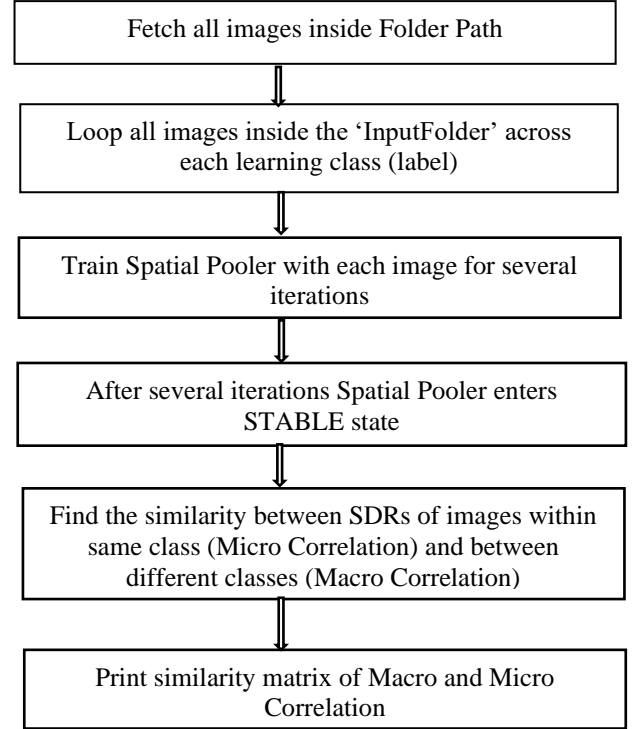 Fetch all images inside Folder Path
Loop all images inside the ‘InputFolder’ across
each learning class (label)
Train Spatial Pooler with each image for several
iterations
After several iterations Spatial Pooler enters
STABLE state
Find the similarity between SDRs of images within
same class (Micro Correlation) and between
different classes (Macro Correlation)
Print similarity matrix of Macro and Micro
Correlation